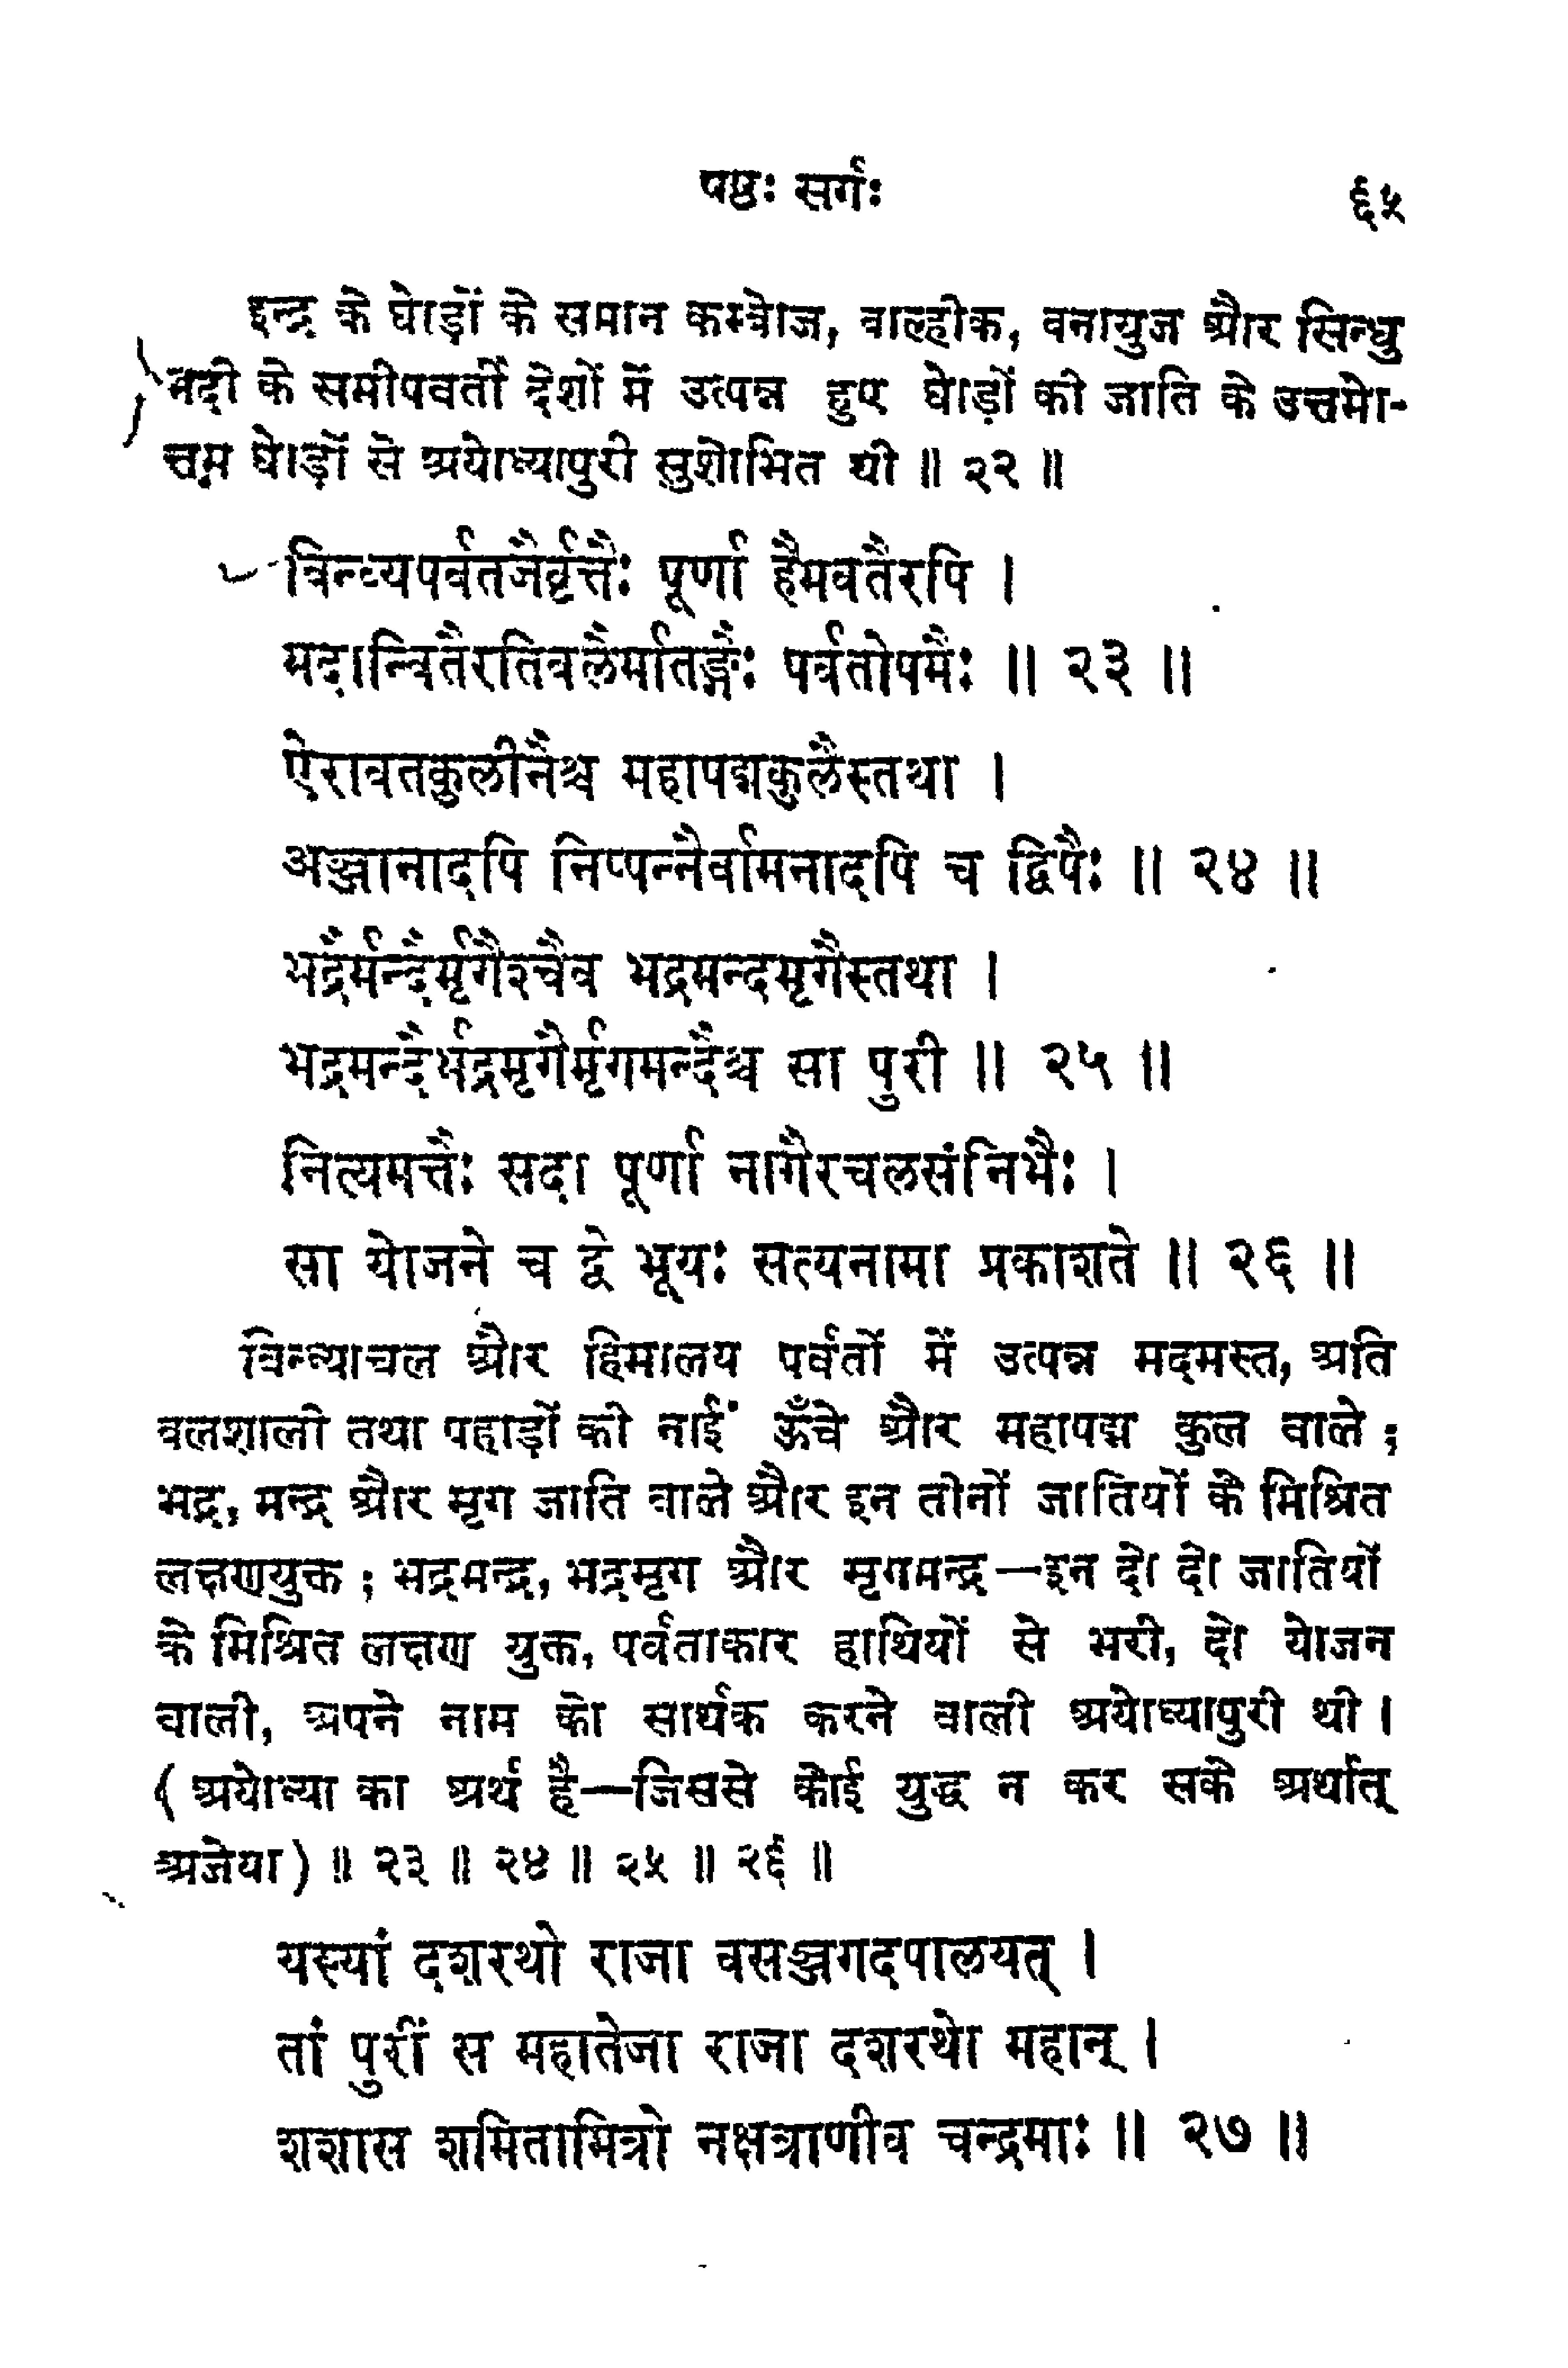 षष्ठः सर्गः ६५
इन्द्र के घोड़ों के समान कम्बोज, वाल्हीक, वनायुज और सिन्धु
नदी के समीपवर्ती देशों में उत्पन्न हुए घोड़ों की जाति के उत्तमो-
त्तम घोड़ों से अयोध्यापुरी सुशोभित थी ॥ २२ ॥
विन्ध्यपर्वतजैर्वृत्तैः पूर्णा हैमवतैरपि ।
मदान्वितैरतिबलैर्मातङ्गैः पर्वतोपमैः ॥ २३ ॥
ऐरावतकुलीनैश्च महापद्मकुलैस्तथा ।
अञ्जनादपि निष्पन्नैर्वामनादपि च द्विपैः ॥ २४ ॥
भद्रैर्मन्द्रैर्मृगैश्चैव भद्रमन्दमृगैस्तथा ।
भद्रमन्दैर्भद्रमृगैर्मृगमन्दैश्च सा पुरी ॥ २५ ॥
नित्यमत्तैः सदा पूर्णा नागैरचलसंनिभैः ।
सा योजने च द्वे भूयः सत्यनामा प्रकाशते ॥ २६ ॥
विन्ध्याचल और हिमालय पर्वतों में उत्पन्न मदमस्त, अति
बलशाली तथा पहाड़ों की नाईं ऊँचे और महापद्म कुल वाले ;
भद्र, मन्द्र और मृग जाति वाले और इन तीनों जातियों के मिश्रित
लक्षणयुक्त ; भद्रमन्द्र, भद्रमृग और मृगमन्द्र—इन दो दो जातियों
के मिश्रित लक्षण युक्त, पर्वताकार हाथियों से भरी, दो योजन
वाली, अपने नाम को सार्थक करने वाली अयोध्यापुरी थी ।
( अयोध्या का अर्थ है—जिससे कोई युद्ध न कर सके अर्थात्
अजेया) ॥ २३ ॥ २४ ॥ २५ ॥ २६ ॥
यस्यां दशरथो राजा वसञ्जगदपालयत् ।
तां पुरीं स महातेजा राजा दशरथो महान् ।
शशास शमितामित्रो नक्षत्राणीव चन्द्रमाः ॥ २७ ॥